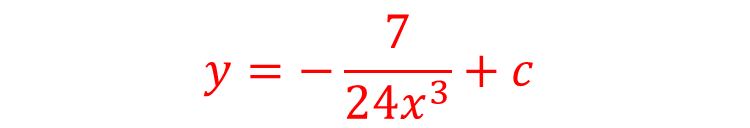 y = − 7/(24x³) + c